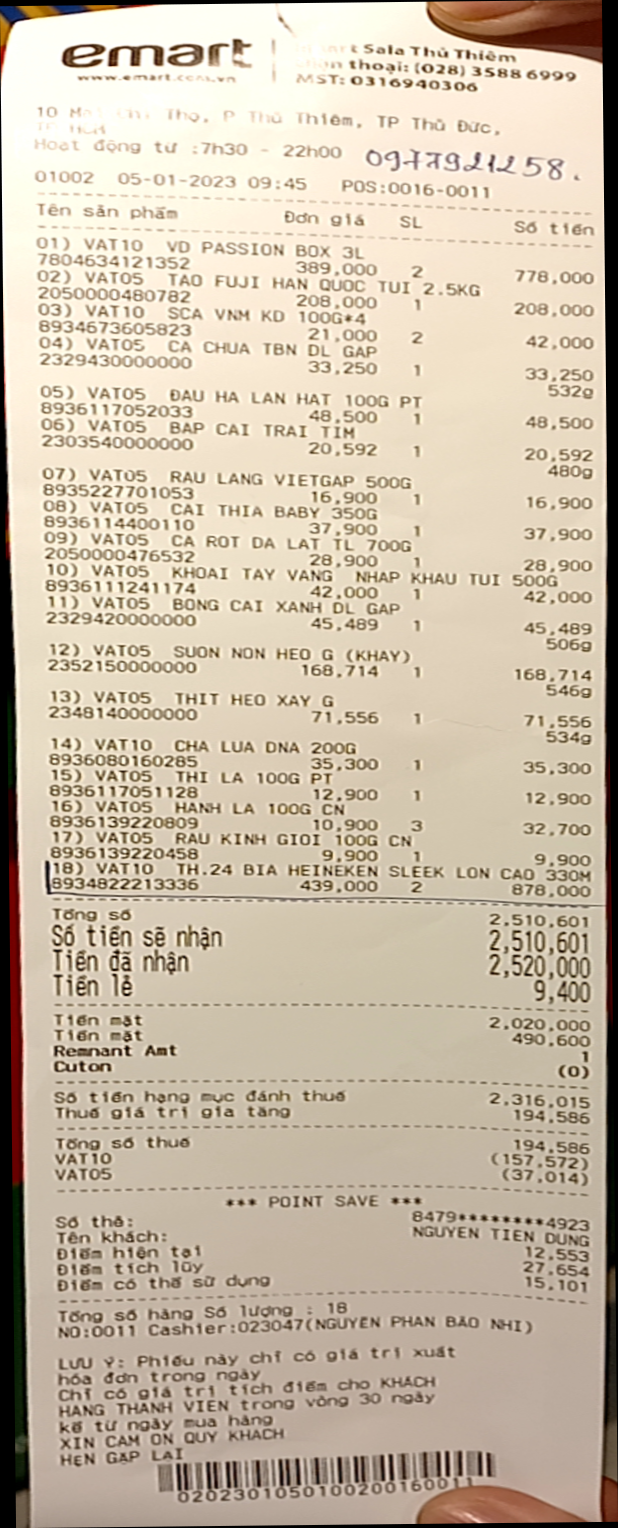 emart
www.emart.com.vn
Sala Thủ Thiêm
thoại: (028) 3588 6999
MST: 0316940306
10 Thọ, P Thủ Thiêm, TP Thủ Đức,
Hoạt động từ :7h30 - 22h00 0977921258.
01002 05-01-2023 09:45 POS:0016-0011
Tên sản phẩm Đơn giá SL Số tiền
01) VAT10 VD PASSION BOX 3L
7804634121352 389,000 2 778,000
02) VAT05 TAO FUJI HAN QUOC TUI 2.5KG
2050000480782 208,000 1 208,000
03) VAT10 SCA VNM KD 100G*4
8934673605823 21,000 2 42,000
04) VAT05 CA CHUA TBN DL GAP
2329430000000 33,250 1 33,250
532g
05) VAT05 ĐAU HA LAN HAT 100G PT
8936117052033 48,500 1 48,500
06) VAT05 BAP CAI TRAI TIM
2303540000000 20,592 1 20,592
480g
07) VAT05 RAU LANG VIETGAP 500G
8935227701053 16,900 1 16,900
08) VAT05 CAI THIA BABY 350G
8936114400110 37,900 1 37,900
09) VAT05 CA ROT DA LAT TL 700G
2050000476532 28,900 1 28,900
10) VAT05 KHOAI TAY VANG NHAP KHAU TUI 500G
8936111241174 42,000 1 42,000
11) VAT05 BONG CAI XANH DL GAP
2329420000000 45,489 1 45,489
506g
12) VAT05 SUON NON HEO G (KHAY)
2352150000000 168,714 1 168,714
546g
13) VAT05 THIT HEO XAY G
2348140000000 71,556 1 71,556
534g
14) VAT10 CHA LUA DNA 200G
8936080160285 35,300 1 35,300
15) VAT05 THI LA 100G PT
8936117051128 12,900 1 12,900
16) VAT05 HANH LA 100G CN
8936139220809 10,900 3 32,700
17) VAT05 RAU KINH GIOI 100G CN
8936139220458 9,900 1 9,900
18) VAT10 TH.24 BIA HEINEKEN SLEEK LON CAO 330M
8934822213336 439,000 2 878,000
Tổng số 2,510,601
Số tiền sẽ nhận 2,510,601
Tiền đã nhận 2,520,000
Tiền lẻ 9,400
Tiền mặt 2,020,000
Tiền mặt 490,600
Remnant Amt 1
Cuton (0)
Số tiền hạng mục đánh thuế 2,316,015
Thuế giá trị gia tăng 194,586
Tổng số thuế 194,586
VAT10 (157,572)
VAT05 (37,014)
*** POINT SAVE ***
Số thẻ: 8479********4923
Tên khách: NGUYEN TIEN DUNG
Điểm hiện tại 12,553
Điểm tích lũy 27,654
Điểm có thể sử dụng 15,101
Tổng số hàng Số lượng : 18
NO:0011 Cashier:023047(NGUYEN PHAN BẢO NHI)
LƯU Ý: Phiếu này chỉ có giá trị xuất
hóa đơn trong ngày
Chỉ có giá trị tích điểm cho KHÁCH
HÀNG THÀNH VIÊN trong vòng 30 ngày
kể từ ngày mua hàng
XIN CẢM ƠN QUÝ KHÁCH
HẸN GẶP LẠI
0202301050100200160011